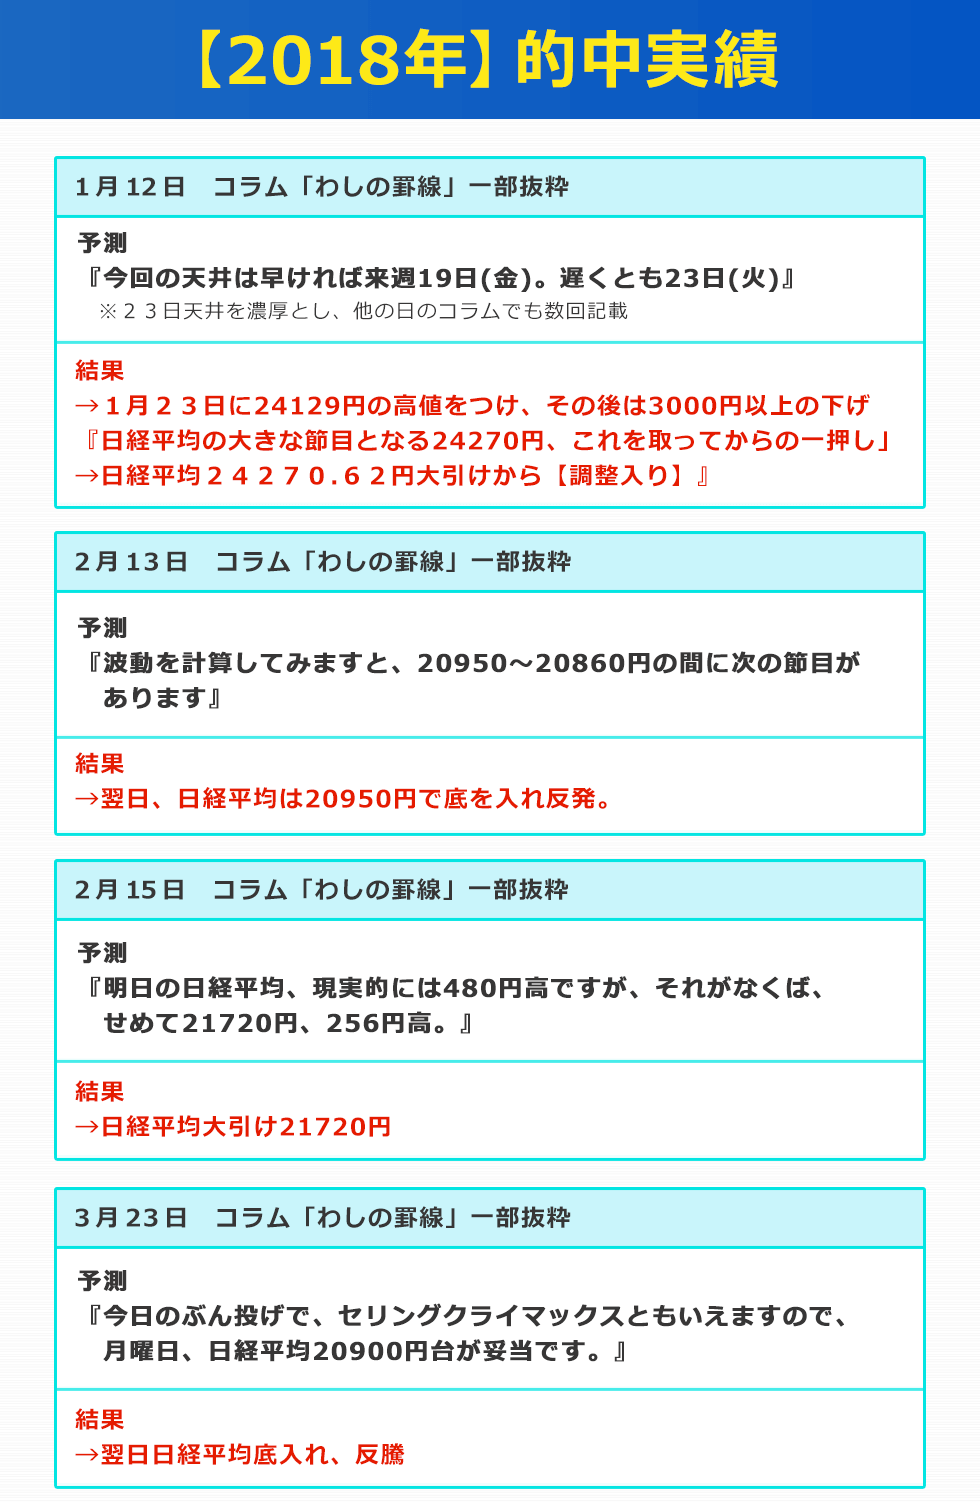 【2018年】的中実績
1月12日　コラム「わしの罫線」一部抜粋
予測
『今回の天井は早ければ来週19日(金)。遅くとも23日(火)』
※２３日天井を濃厚とし、他の日のコラムでも数回記載
結果
→１月２３日に24129円の高値をつけ、その後は3000円以上の下げ
『日経平均の大きな節目となる24270円、これを取ってからの一押し」
→日経平均２４２７０.６２円大引けから【調整入り】』
2月13日　コラム「わしの罫線」一部抜粋
予測
『波動を計算してみますと、20950～20860円の間に次の節目が
あります』
結果
→翌日、日経平均は20950円で底を入れ反発。
2月15日　コラム「わしの罫線」一部抜粋
予測
『明日の日経平均、現実的には480円高ですが、それがなくば、
せめて21720円、256円高。』
結果
→日経平均大引け21720円
3月23日　コラム「わしの罫線」一部抜粋
予測
『今日のぶん投げで、セリングクライマックスともいえますので、
月曜日、日経平均20900円台が妥当です。』
結果
→翌日日経平均底入れ、反騰